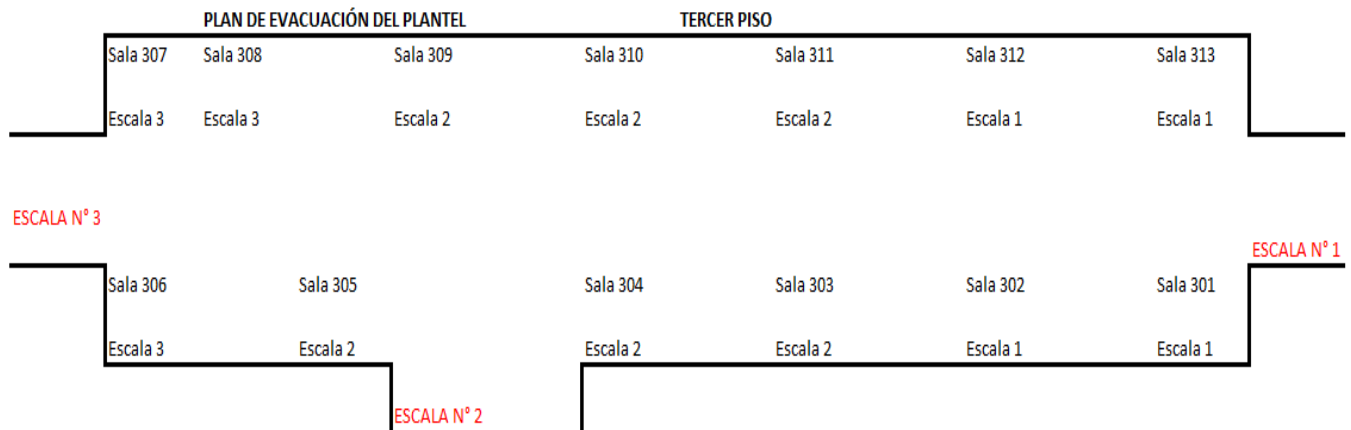 PLAN DE EVACUACIÓN DEL PLANTEL TERCER PISO
Sala 307 Sala 308 Sala 309 Sala 310 Sala 311 Sala 312 Sala 313
Escala 3 Escala 3 Escala 2 Escala 2 Escala 2 Escala 1 Escala 1
ESCALA N° 3
ESCALA N° 1
Sala 306 Sala 305 Sala 304 Sala 303 Sala 302 Sala 301
Escala 3 Escala 2 Escala 2 Escala 2 Escala 1 Escala 1
ESCALA N° 2